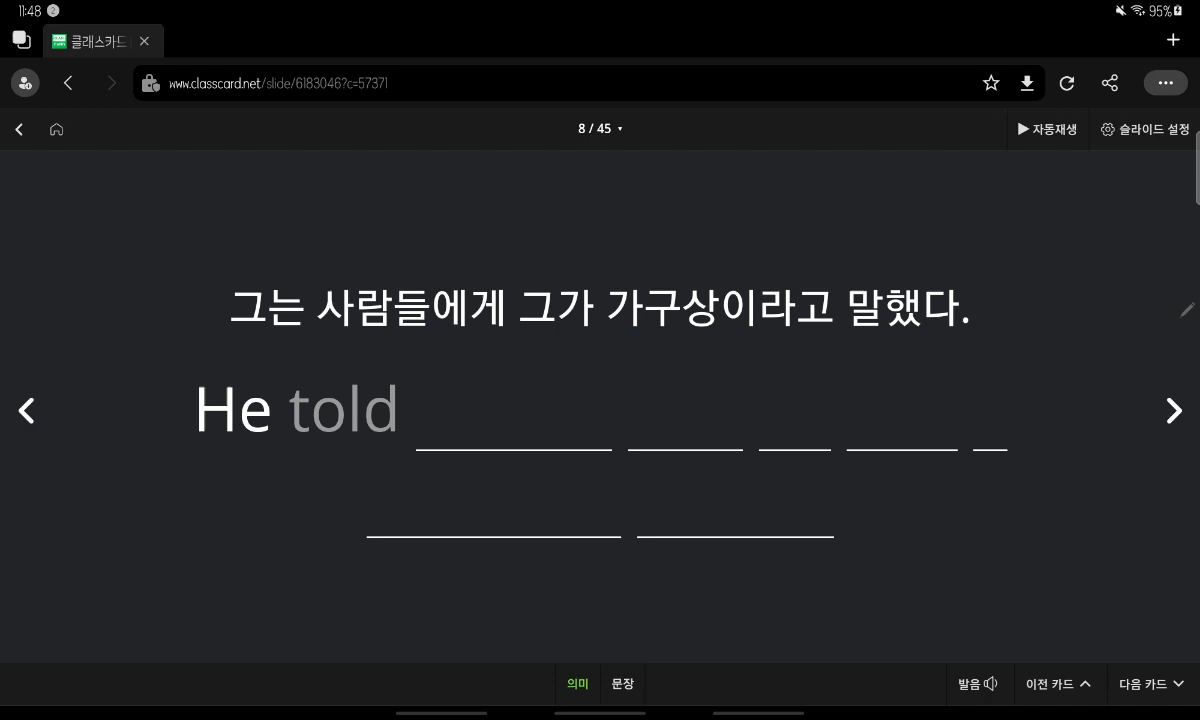 11:48 2 95%
클래스카드
www.classcard.net/slide/6183046?c=57371
8 / 45 자동재생 슬라이드 설정
그는 사람들에게 그가 가구상이라고 말했다.
He told
의미 문장 발음 이전 카드 다음 카드